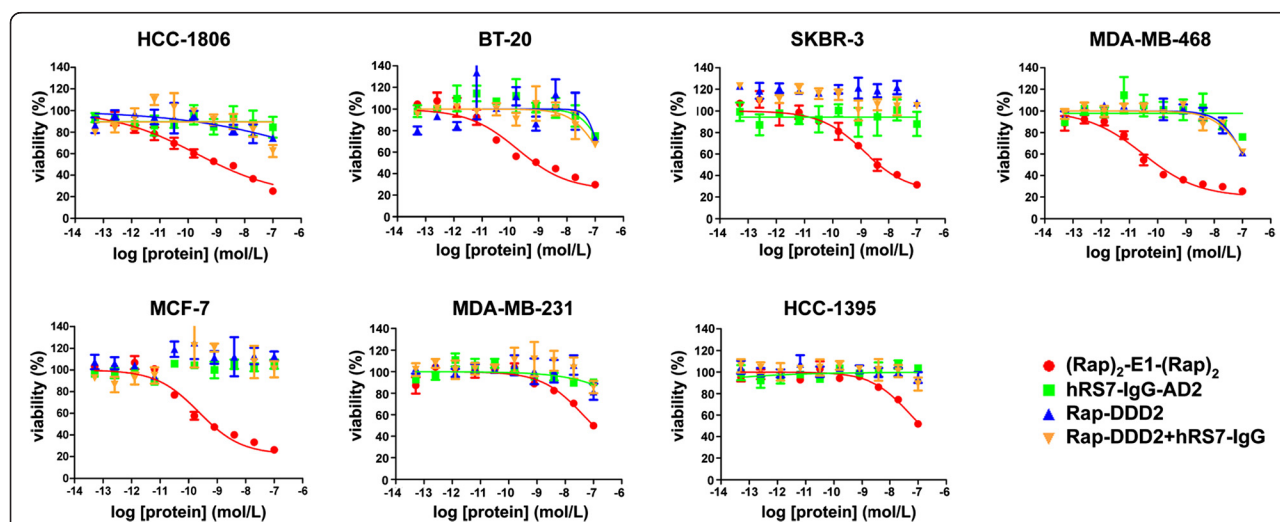 HCC-1806
BT-20
SKBR-3
MDA-MB-468
viability (%)
140
120
100
80
60
40
20
0
-14 -13 -12 -11 -10 -9 -8 -7 -6
log [protein] (mol/L)
viability (%)
140
120
100
80
60
40
20
0
-14 -13 -12 -11 -10 -9 -8 -7 -6
log [protein] (mol/L)
viability (%)
140
120
100
80
60
40
20
0
-14 -13 -12 -11 -10 -9 -8 -7 -6
log [protein] (mol/L)
viability (%)
140
120
100
80
60
40
20
0
-14 -13 -12 -11 -10 -9 -8 -7 -6
log [protein] (mol/L)
MCF-7
MDA-MB-231
HCC-1395
viability (%)
140
120
100
80
60
40
20
0
-14 -13 -12 -11 -10 -9 -8 -7 -6
log [protein] (mol/L)
viability (%)
140
120
100
80
60
40
20
0
-14 -13 -12 -11 -10 -9 -8 -7 -6
log [protein] (mol/L)
viability (%)
140
120
100
80
60
40
20
0
-14 -13 -12 -11 -10 -9 -8 -7 -6
log [protein] (mol/L)
(Rap)₂-E1-(Rap)₂
hRS7-IgG-AD2
Rap-DDD2
Rap-DDD2+hRS7-IgG